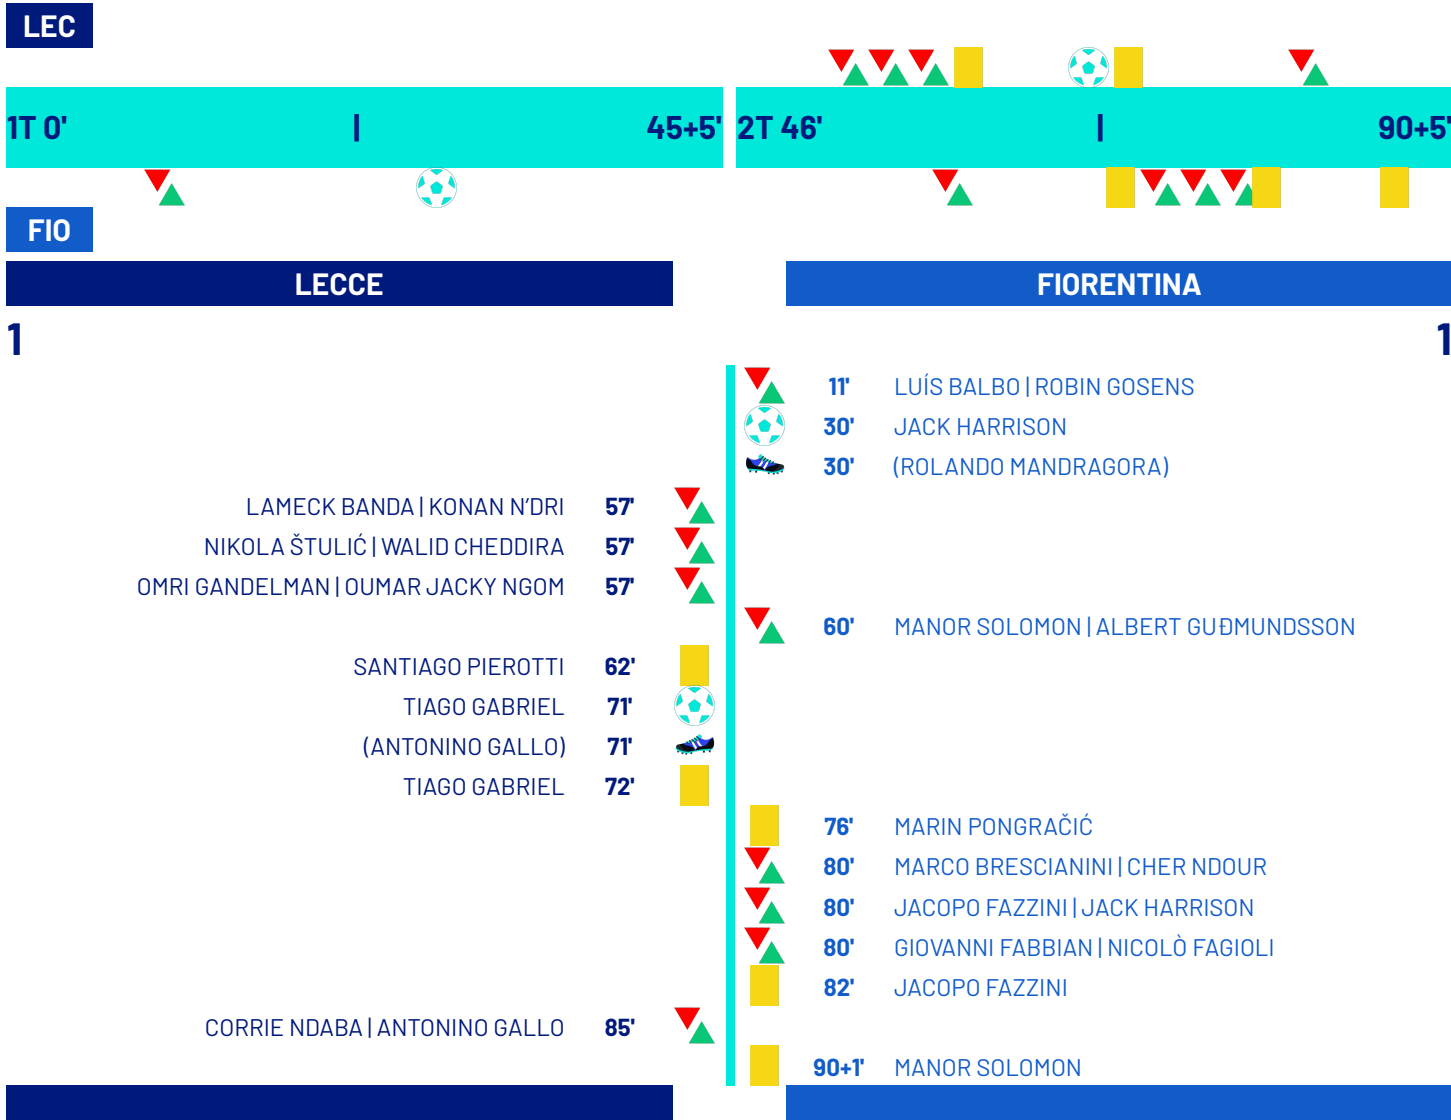 LEC
1T 0' | 45+5' 2T 46' | 90+5'
FIO
LECCE FIORENTINA
1 1
11' LUÍS BALBO | ROBIN GOSENS
30' JACK HARRISON
30' (ROLANDO MANDRAGORA)
LAMECK BANDA | KONAN N’DRI 57'
NIKOLA ŠTULIĆ | WALID CHEDDIRA 57'
OMRI GANDELMAN | OUMAR JACKY NGOM 57'
60' MANOR SOLOMON | ALBERT GUÐMUNDSSON
SANTIAGO PIEROTTI 62'
TIAGO GABRIEL 71'
(ANTONINO GALLO) 71'
TIAGO GABRIEL 72'
76' MARIN PONGRAČIĆ
80' MARCO BRESCIANINI | CHER NDOUR
80' JACOPO FAZZINI | JACK HARRISON
80' GIOVANNI FABBIAN | NICOLÒ FAGIOLI
82' JACOPO FAZZINI
CORRIE NDABA | ANTONINO GALLO 85'
90+1' MANOR SOLOMON